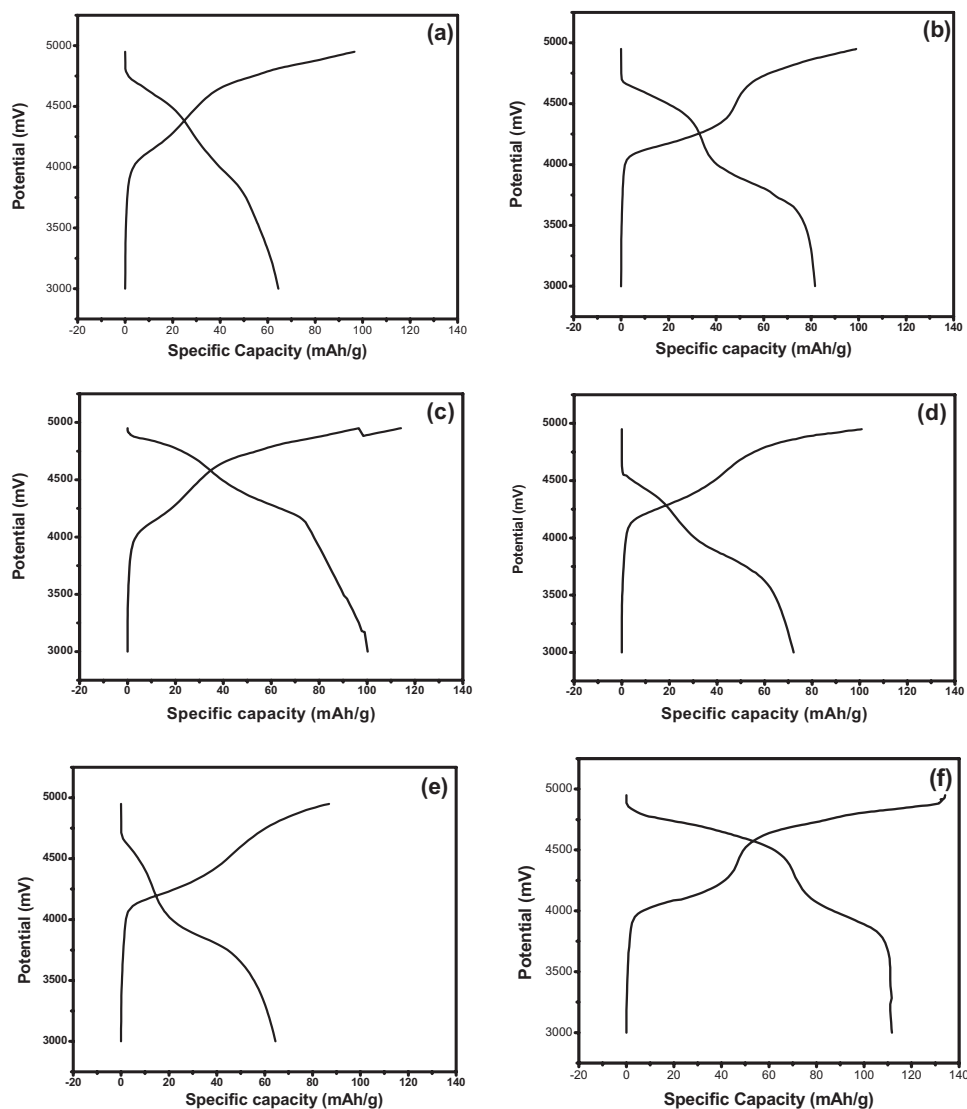 (a)
5000
4500
4000
3500
3000
-20 0 20 40 60 80 100 120 140
Potential (mV)
Specific Capacity (mAh/g)
(b)
5000
4500
4000
3500
3000
-20 0 20 40 60 80 100 120 140
Potential (mV)
Specific capacity (mAh/g)
(c)
5000
4500
4000
3500
3000
-20 0 20 40 60 80 100 120 140
Potential (mV)
Specific capacity (mAh/g)
(d)
5000
4500
4000
3500
3000
-20 0 20 40 60 80 100 120 140
Potential (mV)
Specific capacity (mAh/g)
(e)
5000
4500
4000
3500
3000
-20 0 20 40 60 80 100 120 140
Potential (mV)
Specific capacity (mAh/g)
(f)
5000
4500
4000
3500
3000
-20 0 20 40 60 80 100 120 140
Potential (mV)
Specific Capacity (mAh/g)